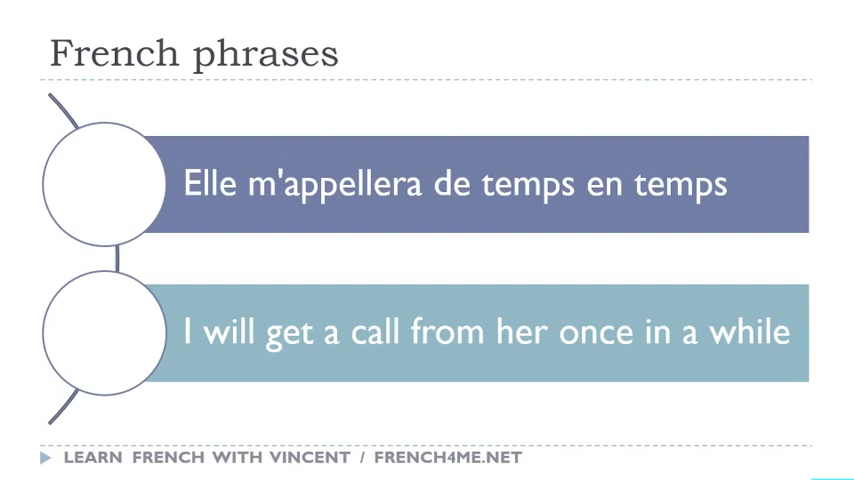 French phrases
Elle m'appellera de temps en temps
I will get a call from her once in a while
LEARN FRENCH WITH VINCENT / FRENCH4ME.NET